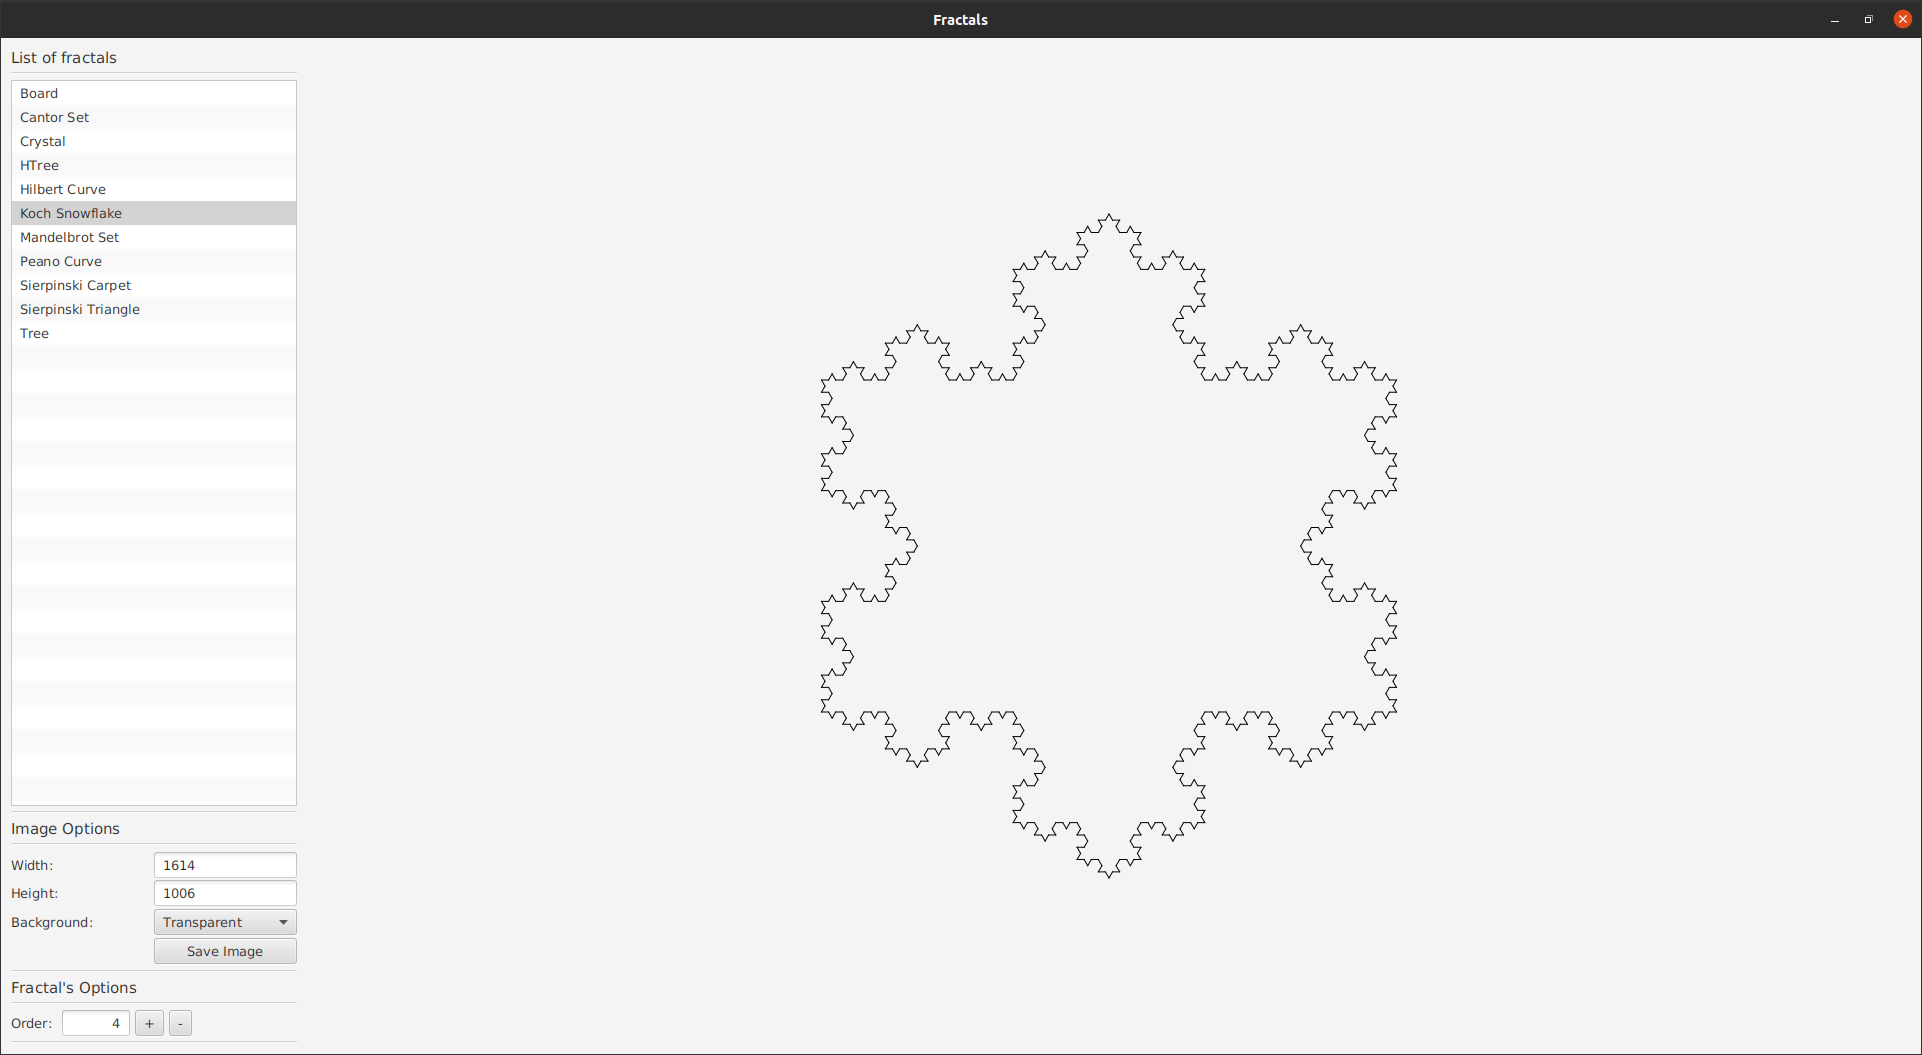 Fractals
List of fractals
Board
Cantor Set
Crystal
HTree
Hilbert Curve
Koch Snowflake
Mandelbrot Set
Peano Curve
Sierpinski Carpet
Sierpinski Triangle
Tree
Image Options
Width: 1614
Height: 1006
Background: Transparent
Save Image
Fractal's Options
Order: 4 + -